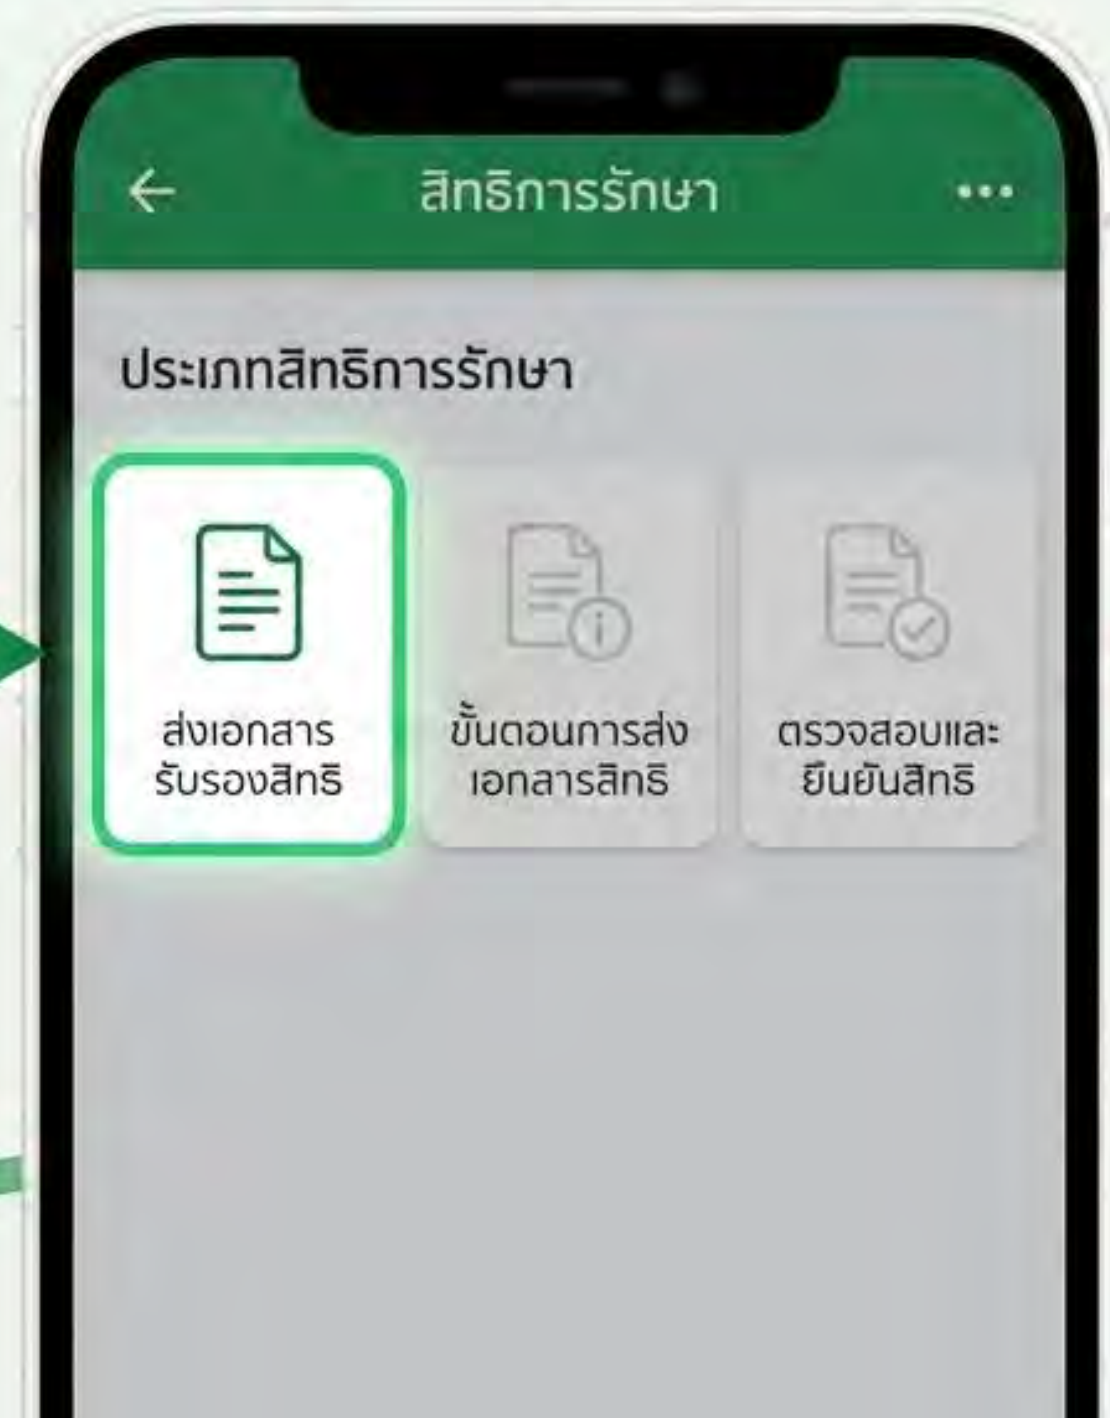 สิทธิการรักษา
ประเภทสิทธิการรักษา
ส่งเอกสาร
รับรองสิทธิ
ขั้นตอนการส่ง
เอกสารสิทธิ
ตรวจสอบและ
ยืนยันสิทธิ